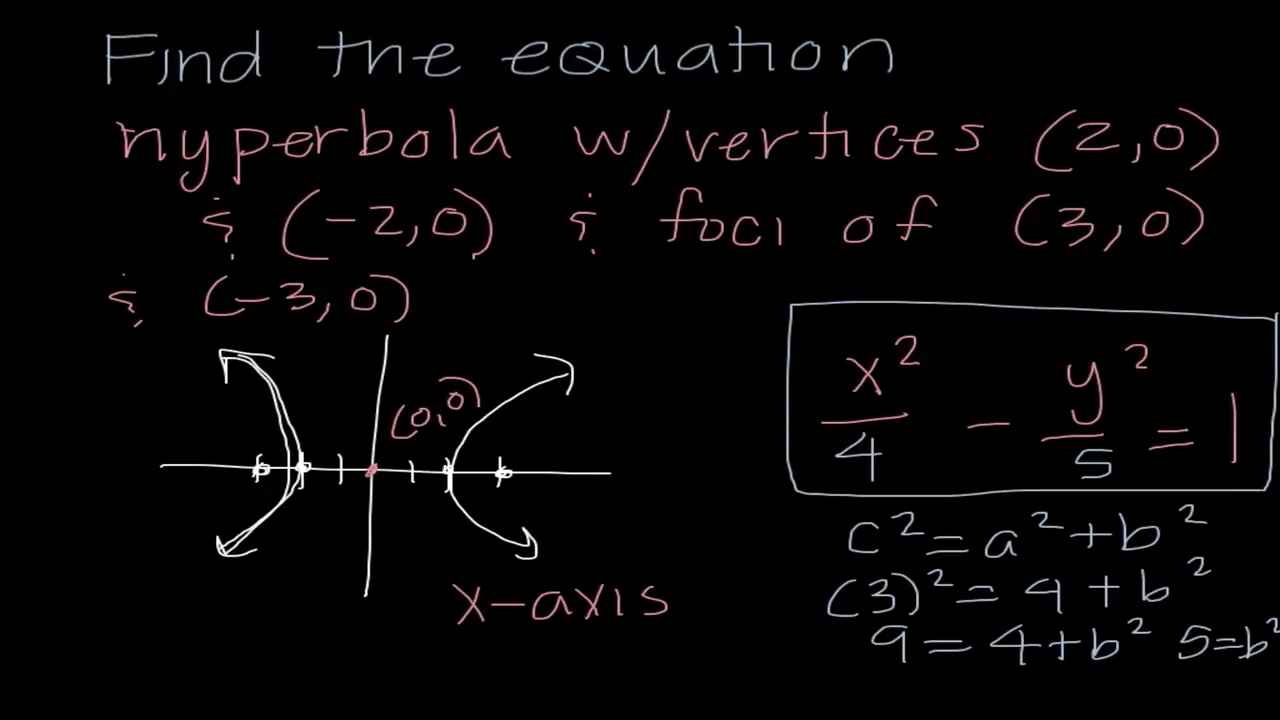 Find the equation
hyperbola w/vertices (2,0)
& (-2,0) & foci of (3,0)
& (-3,0)
(0,0)
x-axis
x²/4 - y²/5 = 1
c² = a² + b²
(3)² = 4 + b²
9 = 4 + b² 5 = b²